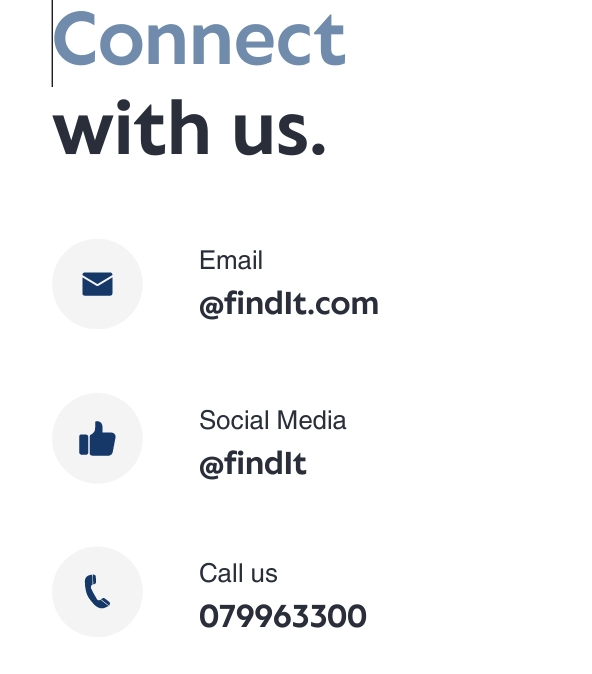 Connect
with us.
Email
@findIt.com
Social Media
@findIt
Call us
079963300